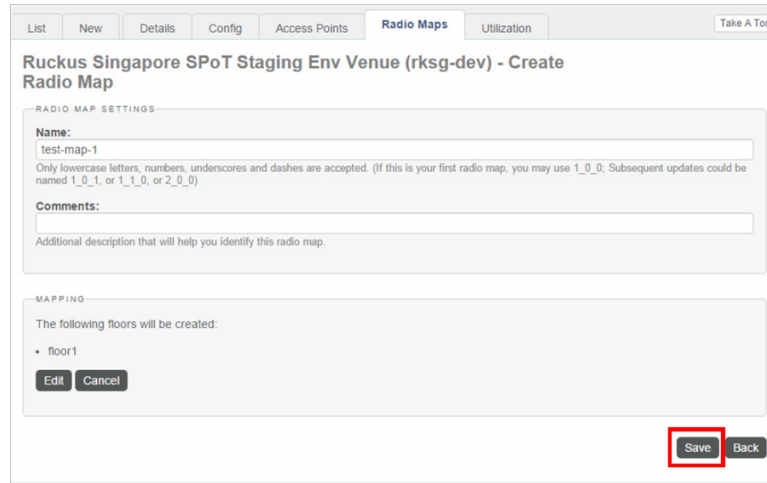 List New Details Config Access Points Radio Maps Utilization Take A Tou
Ruckus Singapore SPoT Staging Env Venue (rksg-dev) - Create
Radio Map
RADIO MAP SETTINGS
Name:
test-map-1
Only lowercase letters, numbers, underscores and dashes are accepted. (If this is your first radio map, you may use 1_0_0; Subsequent updates could be
named 1_0_1, or 1_1_0, or 2_0_0)
Comments:
Additional description that will help you identify this radio map.
MAPPING
The following floors will be created:
• floor1
Edit Cancel
Save Back